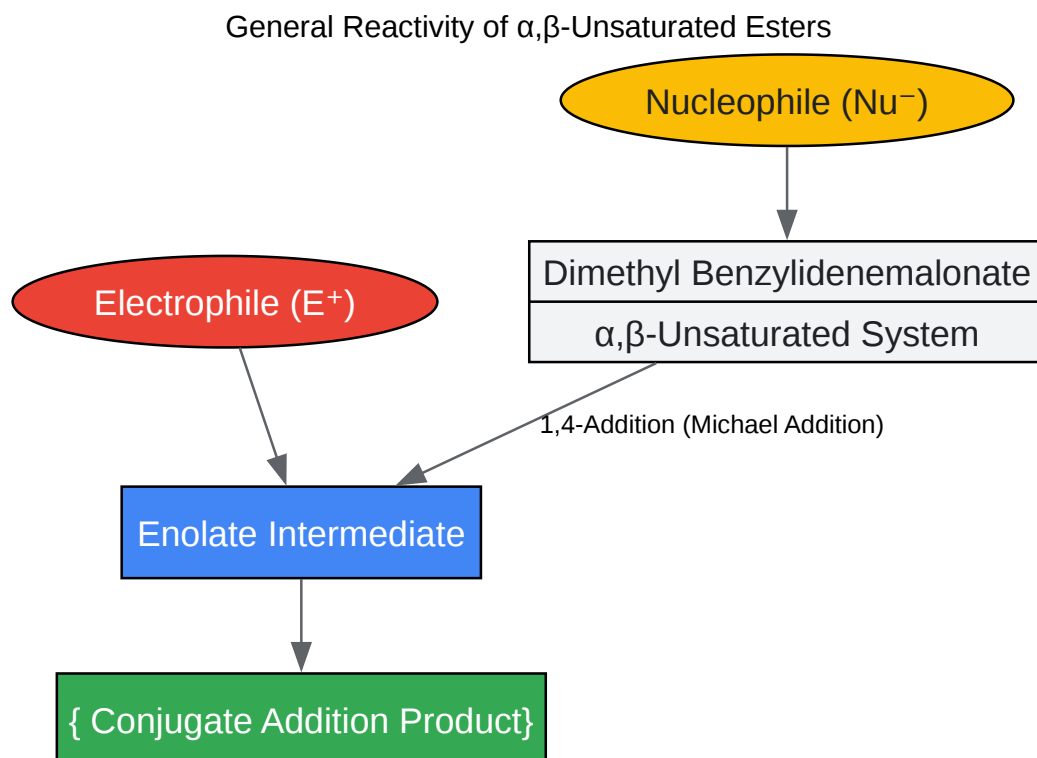 General Reactivity of α,β-Unsaturated Esters
Nucleophile (Nu⁻)
Dimethyl Benzylidenemalonate
α,β-Unsaturated System
Electrophile (E⁺)
1,4-Addition (Michael Addition)
Enolate Intermediate
{ Conjugate Addition Product}